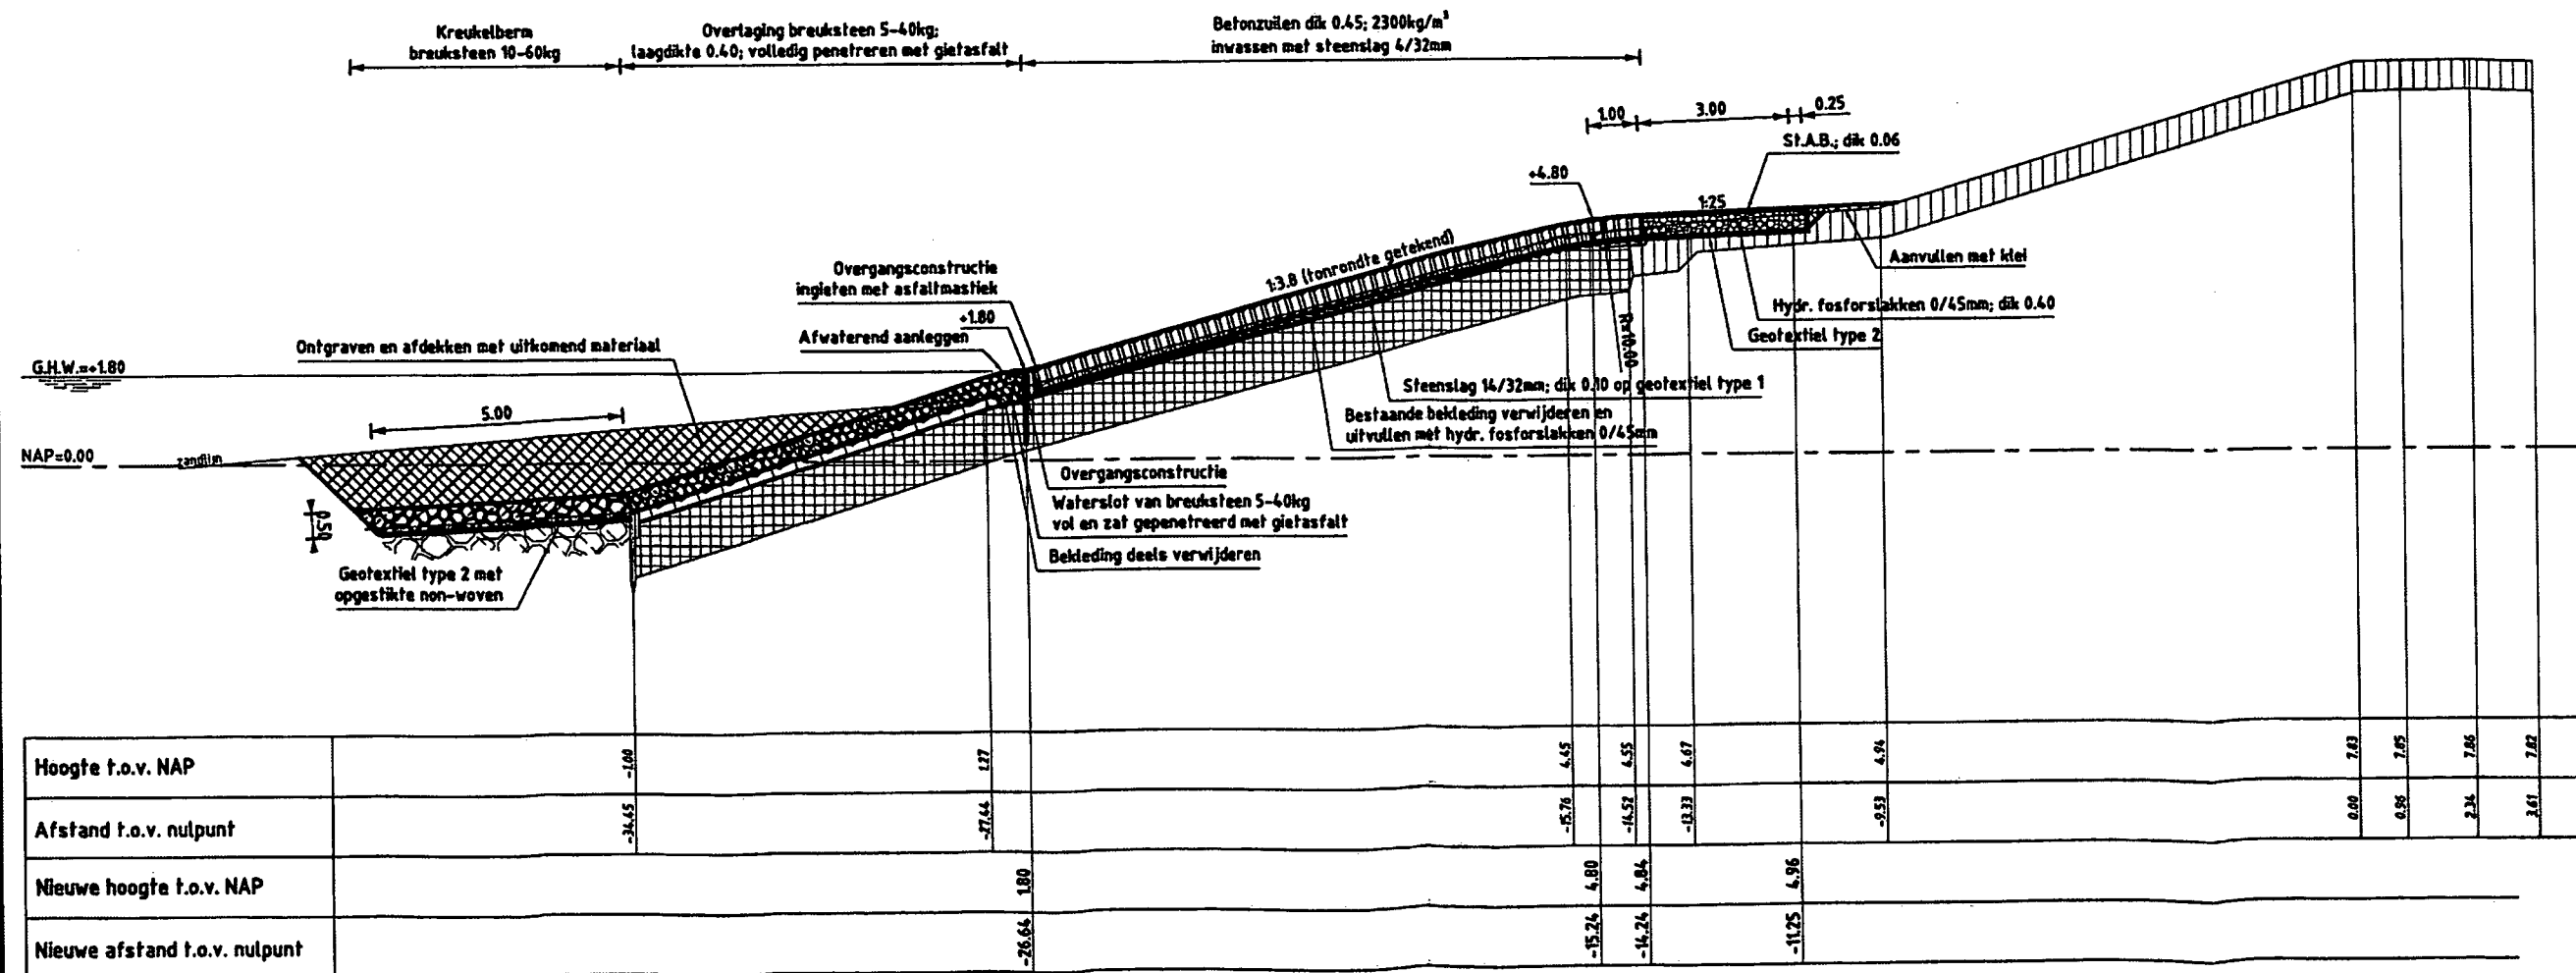 Kreukelberm
breuksteen 10-60kg
Overlaging breuksteen 5-40kg;
laagdikte 0.40; volledig penetreren met gietasfalt
Betonzuilen dik 0.45; 2300kg/m³
inwassen met steenslag 4/32mm
1.00
3.00
0.25
St.A.B.; dik 0.06
+4.80
1:25
1:3.8 (tonrondte getekend)
Aanvullen met klei
Overgangsconstructie
ingieten met asfaltmastiek
+1.80
Hydr. fosforslakken 0/45mm; dik 0.40
Afwaterend aanleggen
Geotextiel type 2
R=10.00
Ontgraven en afdekken met uitkomend materiaal
G.H.W.=+1.80
Steenslag 14/32mm; dik 0.10 op geotextiel type 1
5.00
Bestaande bekleding verwijderen en
uitvullen met hydr. fosforslakken 0/45mm
NAP=0.00
zandlijn
Overgangsconstructie
Waterslot van breuksteen 5-40kg
vol en zat gepenetreerd met gietasfalt
0.50
Bekleding deels verwijderen
Geotextiel type 2 met
opgestikte non-woven
Hoogte t.o.v. NAP -1.00 1.27 4.45 4.55 4.67 4.94 7.83 7.85 7.86 7.82
Afstand t.o.v. nulpunt -34.45 -27.44 -15.76 -14.52 -13.33 -9.53 0.00 0.96 2.34 3.61
Nieuwe hoogte t.o.v. NAP 1.80 4.80 4.84 4.96
Nieuwe afstand t.o.v. nulpunt -26.64 -15.24 -14.24 -11.25